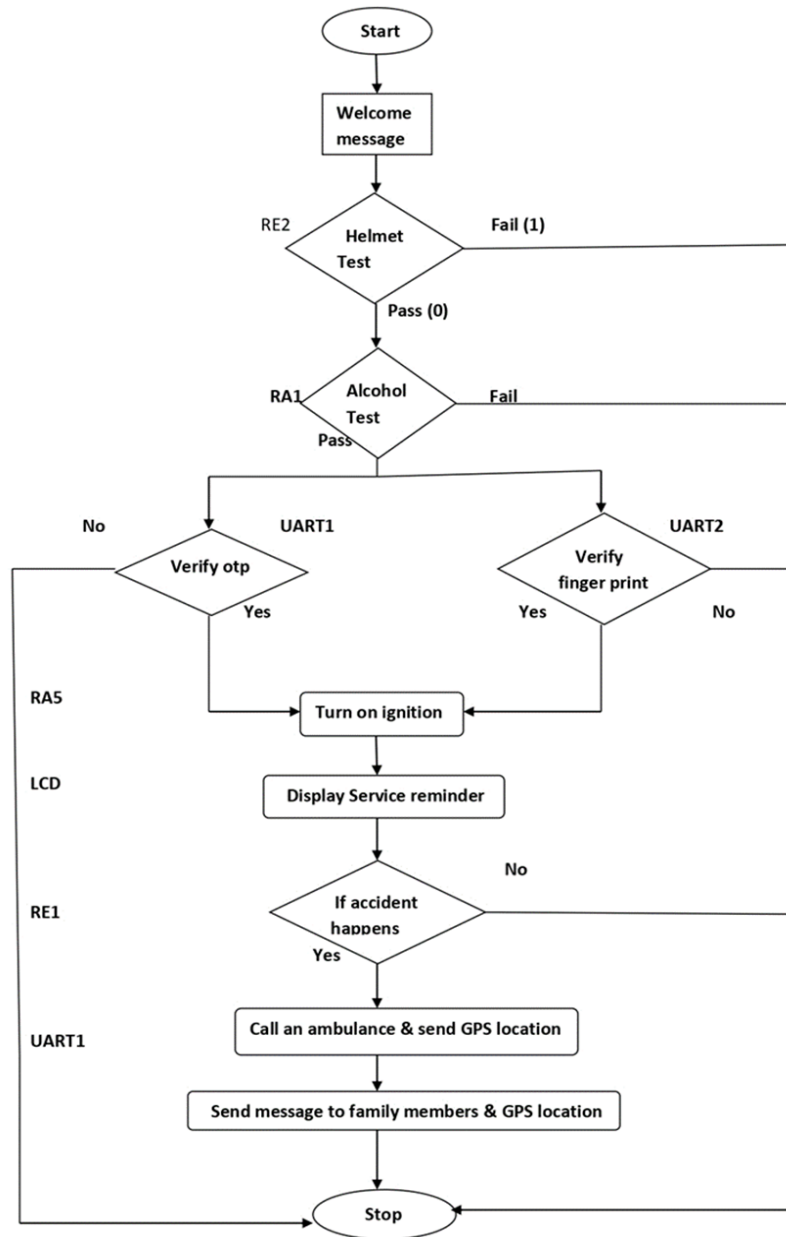 Start
Welcome
message
RE2
Helmet
Test
Fail (1)
Pass (0)
RA1
Alcohol
Test
Fail
Pass
No
UART1
UART2
Verify otp
Verify
finger print
Yes
Yes
No
RA5
Turn on ignition
LCD
Display Service reminder
No
RE1
If accident
happens
Yes
Call an ambulance & send GPS location
UART1
Send message to family members & GPS location
Stop